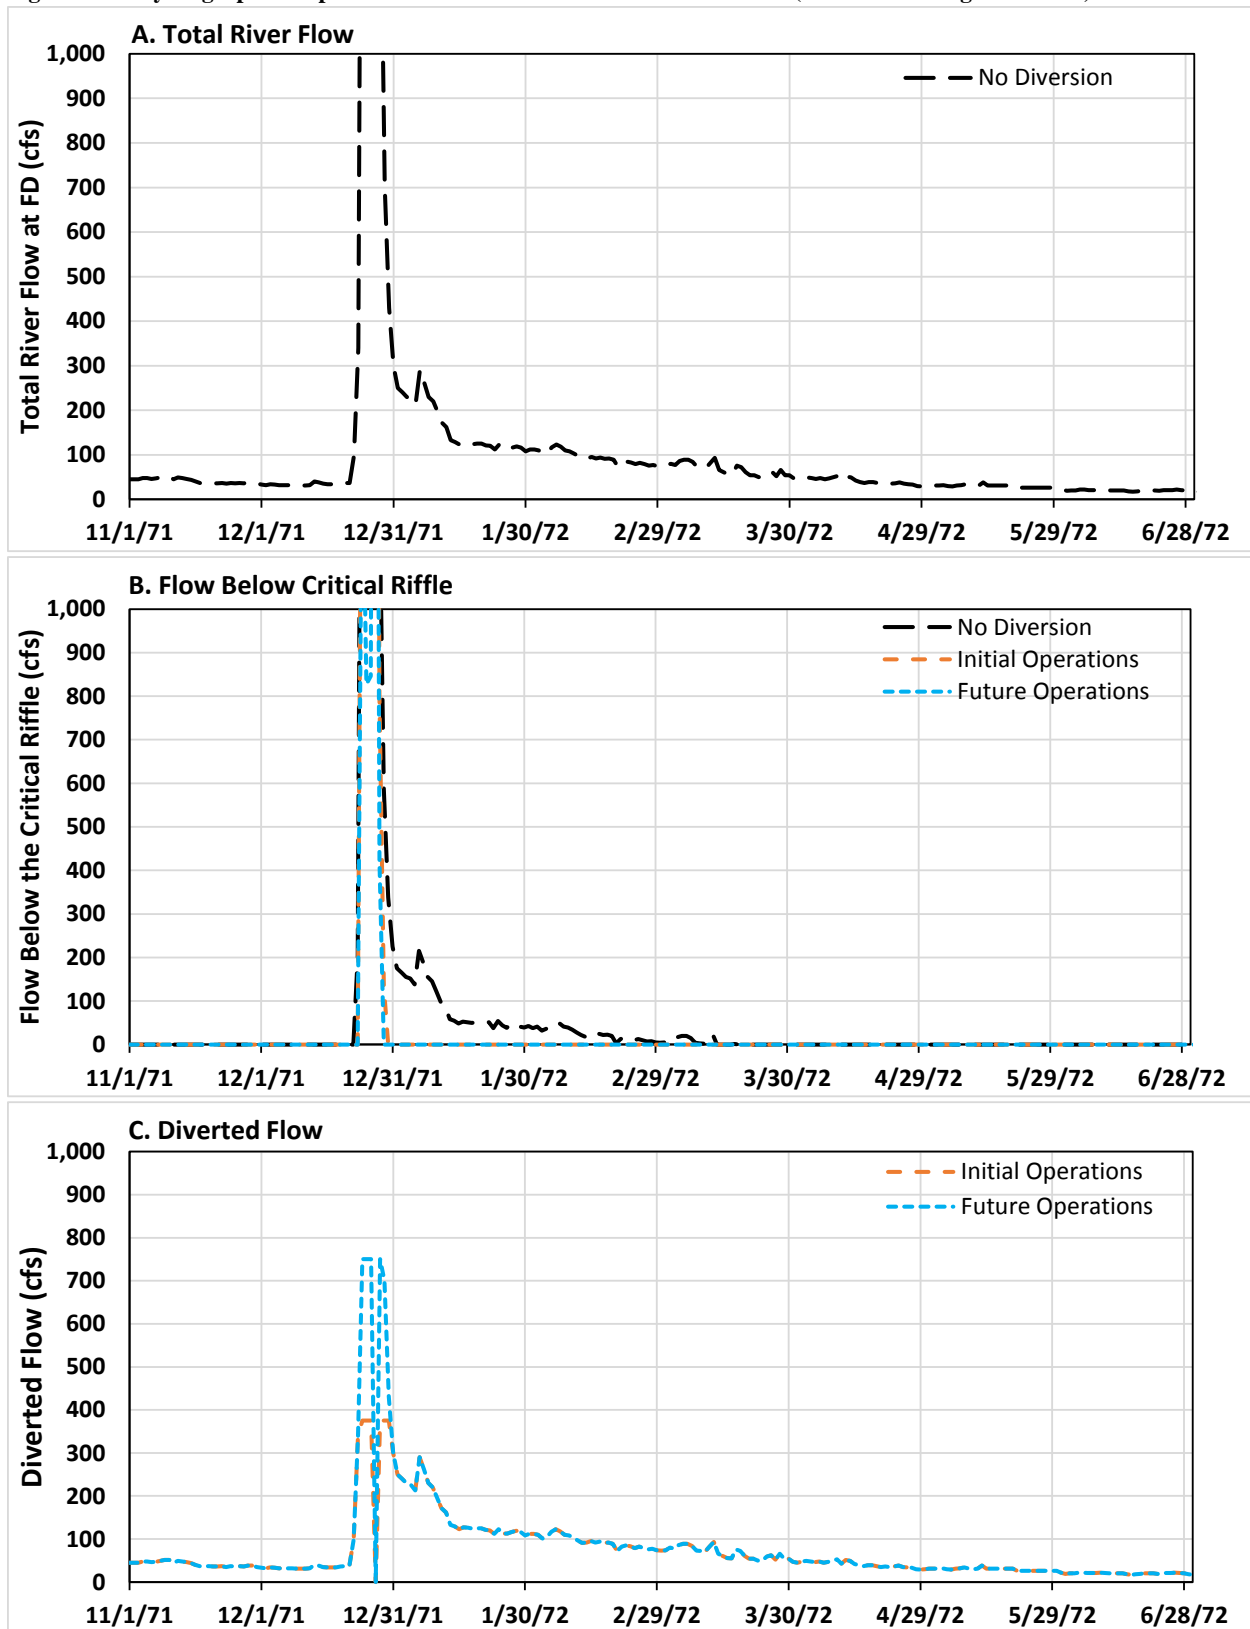 A. Total River Flow
1,000
900
800
700
600
500
400
300
200
100
0
Total River Flow at FD (cfs)
No Diversion
11/1/71 12/1/71 12/31/71 1/30/72 2/29/72 3/30/72 4/29/72 5/29/72 6/28/72
B. Flow Below Critical Riffle
1,000
900
800
700
600
500
400
300
200
100
0
Flow Below the Critical Riffle (cfs)
No Diversion
Initial Operations
Future Operations
11/1/71 12/1/71 12/31/71 1/30/72 2/29/72 3/30/72 4/29/72 5/29/72 6/28/72
C. Diverted Flow
1,000
900
800
700
600
500
400
300
200
100
0
Diverted Flow (cfs)
Initial Operations
Future Operations
11/1/71 12/1/71 12/31/71 1/30/72 2/29/72 3/30/72 4/29/72 5/29/72 6/28/72